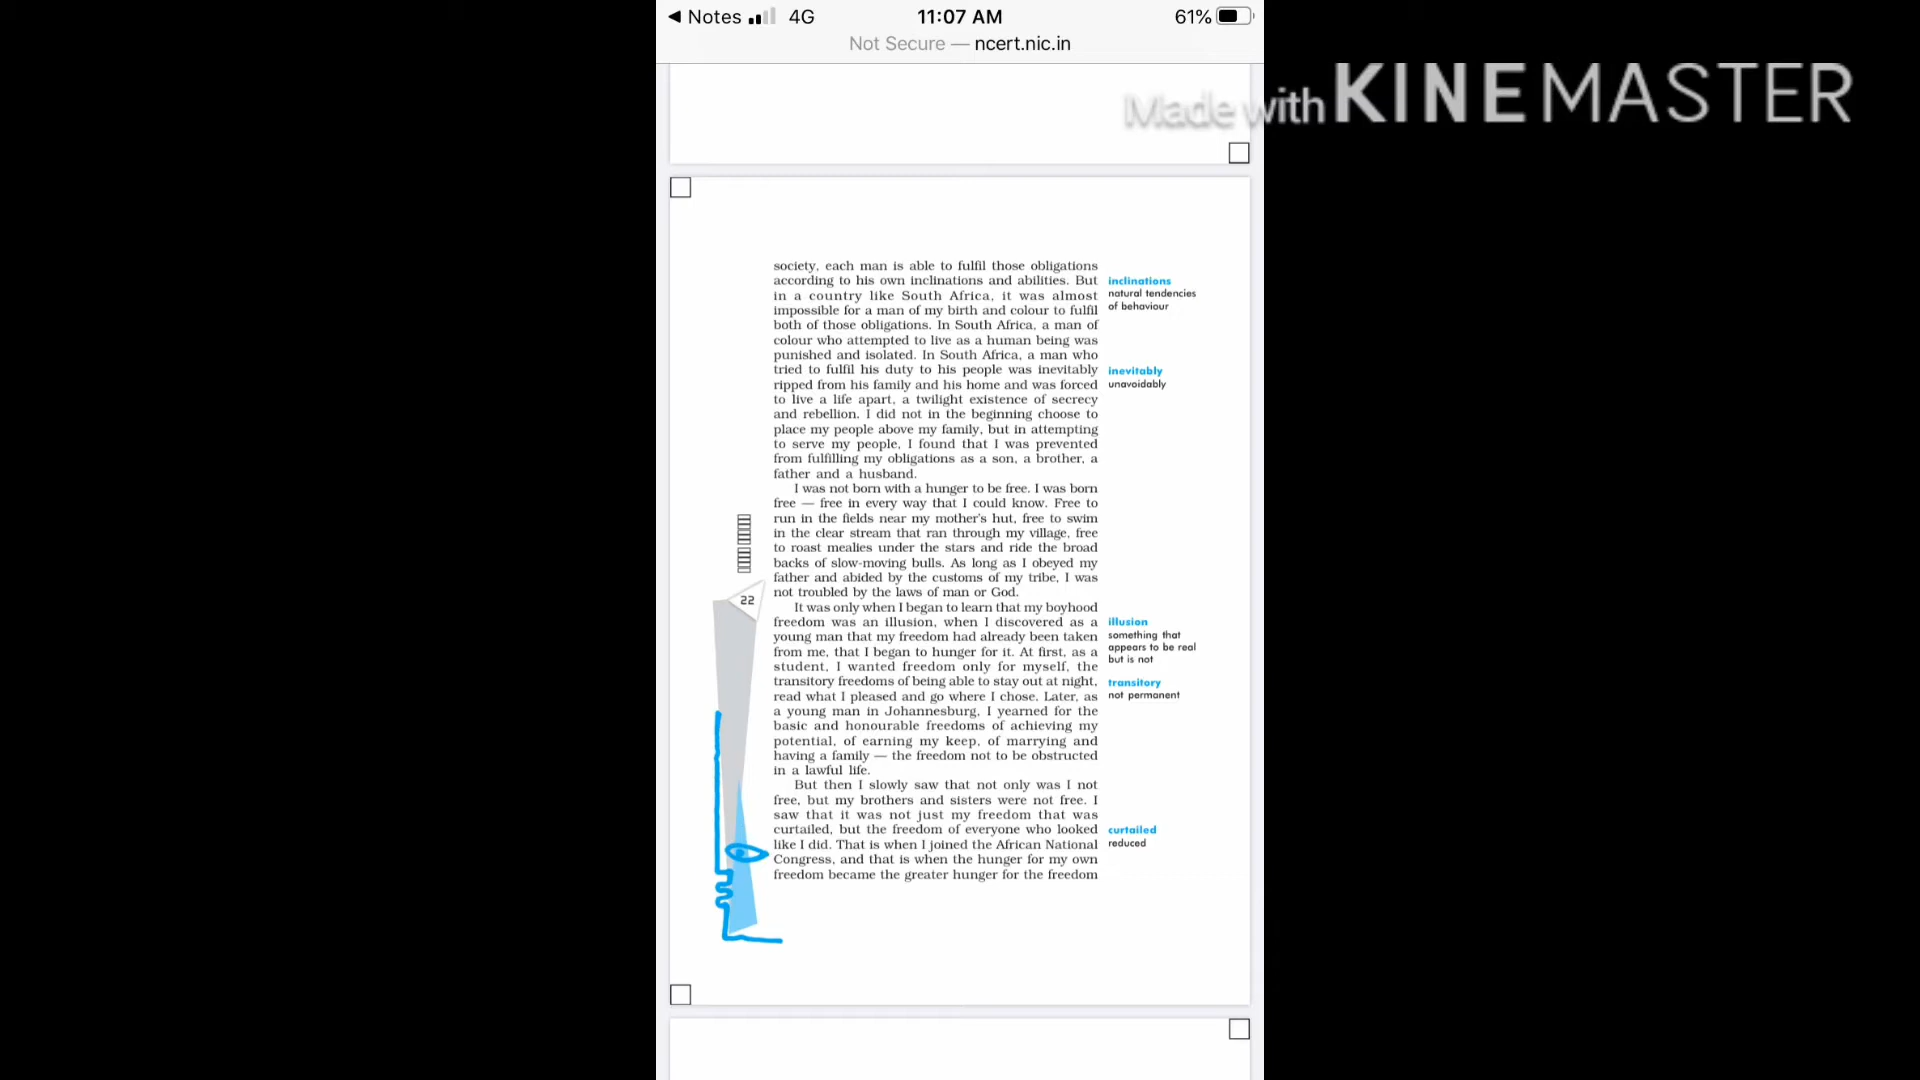 ◀ Notes 4G 11:07 AM 61%
Not Secure — ncert.nic.in
Made with KINEMASTER
society, each man is able to fulfil those obligations
according to his own inclinations and abilities. But
in a country like South Africa, it was almost
impossible for a man of my birth and colour to fulfil
both of those obligations. In South Africa, a man of
colour who attempted to live as a human being was
punished and isolated. In South Africa, a man who
tried to fulfil his duty to his people was inevitably
ripped from his family and his home and was forced
to live a life apart, a twilight existence of secrecy
and rebellion. I did not in the beginning choose to
place my people above my family, but in attempting
to serve my people, I found that I was prevented
from fulfilling my obligations as a son, a brother, a
father and a husband.
I was not born with a hunger to be free. I was born
free — free in every way that I could know. Free to
run in the fields near my mother's hut, free to swim
in the clear stream that ran through my village, free
to roast mealies under the stars and ride the broad
backs of slow-moving bulls. As long as I obeyed my
father and abided by the customs of my tribe, I was
not troubled by the laws of man or God.
It was only when I began to learn that my boyhood
freedom was an illusion, when I discovered as a
young man that my freedom had already been taken
from me, that I began to hunger for it. At first, as a
student, I wanted freedom only for myself, the
transitory freedoms of being able to stay out at night,
read what I pleased and go where I chose. Later, as
a young man in Johannesburg, I yearned for the
basic and honourable freedoms of achieving my
potential, of earning my keep, of marrying and
having a family — the freedom not to be obstructed
in a lawful life.
But then I slowly saw that not only was I not
free, but my brothers and sisters were not free. I
saw that it was not just my freedom that was
curtailed, but the freedom of everyone who looked
like I did. That is when I joined the African National
Congress, and that is when the hunger for my own
freedom became the greater hunger for the freedom
inclinations
natural tendencies
of behaviour
inevitably
unavoidably
illusion
something that
appears to be real
but is not
transitory
not permanent
curtailed
reduced
22